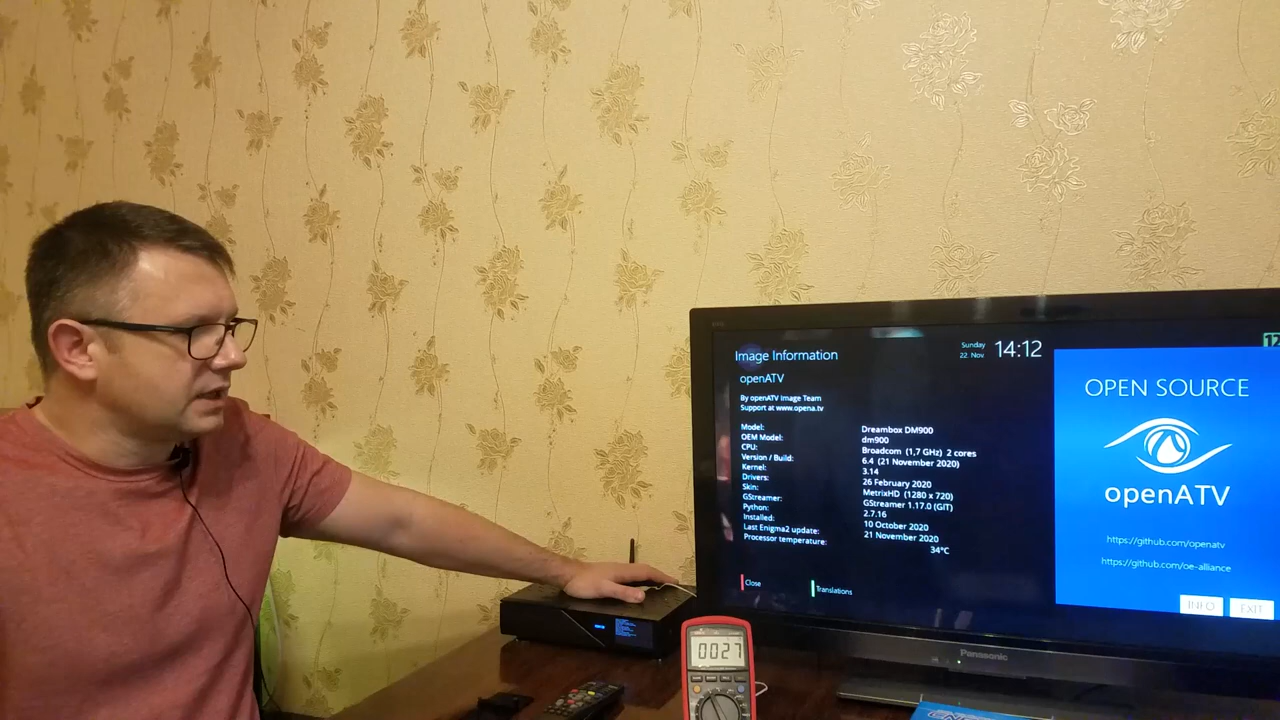 Image Information
Sunday
22. Nov
14:12
12
openATV
By openATV Image Team
Support at www.opena.tv
Model: Dreambox DM900
OEM Model: dm900
CPU: Broadcom (1,7 GHz) 2 cores
Version / Build: 6.4 (21 November 2020)
Kernel: 3.14
Drivers: 26 February 2020
Skin: MetrixHD (1280 x 720)
GStreamer: GStreamer 1.17.0 (GIT)
Python: 2.7.16
Installed: 10 October 2020
Last Enigma2 update: 21 November 2020
Processor temperature: 34°C
Close
Translations
OPEN SOURCE
openATV
https://github.com/openatv
https://github.com/oe-alliance
INFO
EXIT
Panasonic
0027